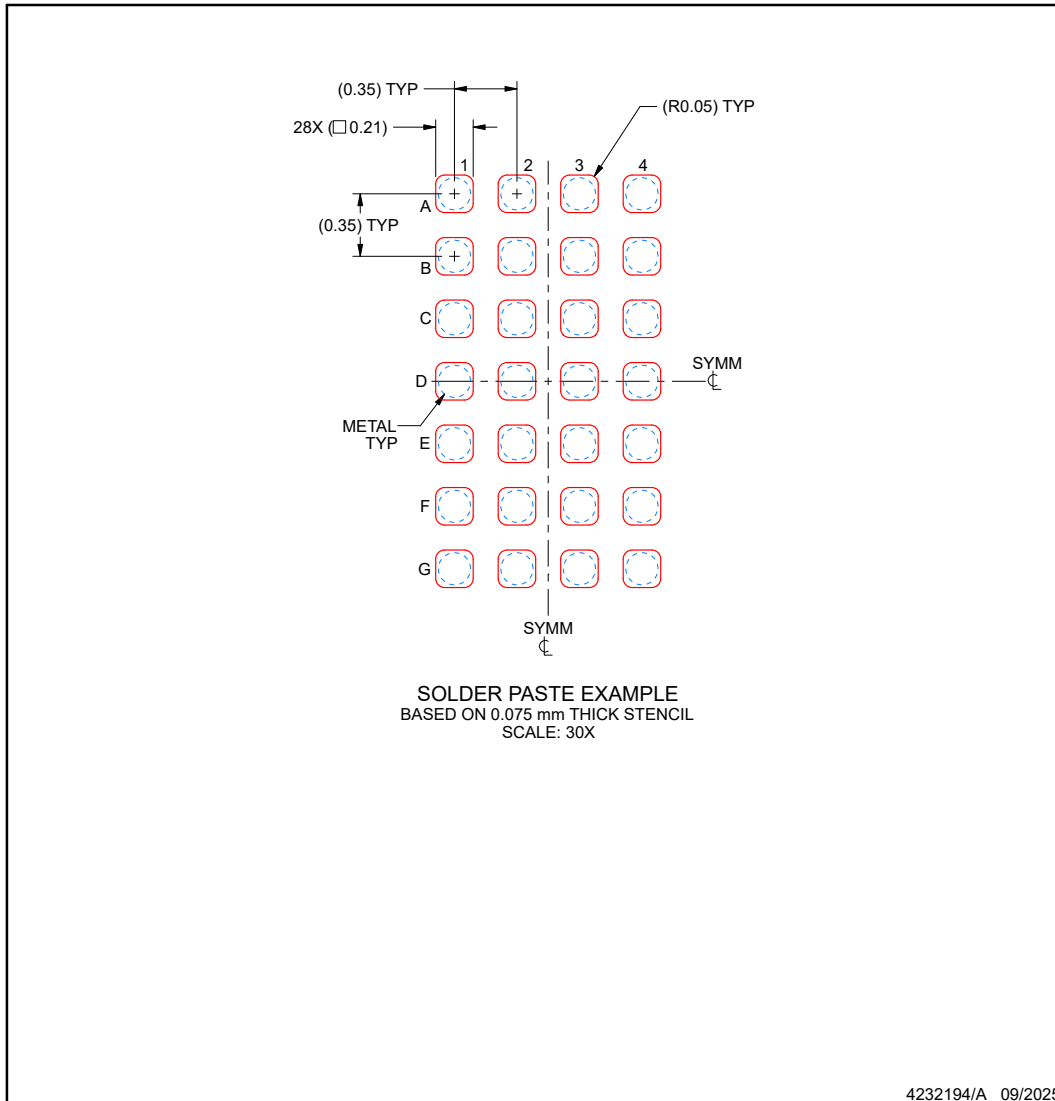 (0.35) TYP
(R0.05) TYP
28X (□ 0.21)
1 2 3 4
A
(0.35) TYP
B
C
SYMM
℄
D
METAL
TYP
E
F
G
SYMM
℄
SOLDER PASTE EXAMPLE
BASED ON 0.075 mm THICK STENCIL
SCALE: 30X
4232194/A 09/2025